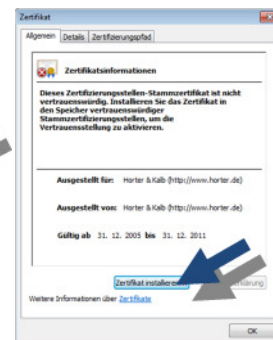 Zertifikat
Allgemein Details Zertifizierungspfad
Zertifikatsinformationen
Dieses Zertifizierungsstellen-Stammzertifikat ist nicht
vertrauenswürdig. Installieren Sie das Zertifikat in
den Speicher vertrauenswürdiger
Stammzertifizierungsstellen, um die
Vertrauensstellung zu aktivieren.
Ausgestellt für: Horter & Kalb (http://www.horter.de)
Ausgestellt von: Horter & Kalb (http://www.horter.de)
Gültig ab 31. 12. 2005 bis 31. 12. 2011
Zertifikat installieren
Weitere Informationen über Zertifikate
OK